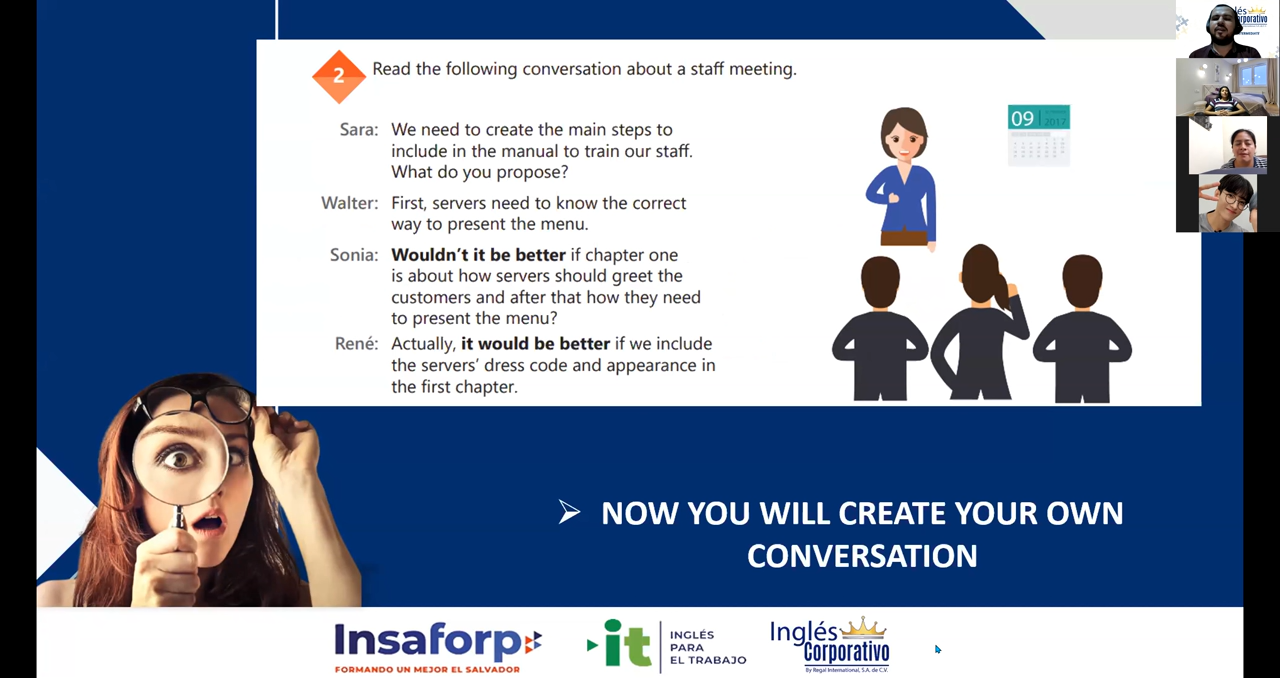 2
Read the following conversation about a staff meeting.
Sara: We need to create the main steps to
include in the manual to train our staff.
What do you propose?
Walter: First, servers need to know the correct
way to present the menu.
Sonia: Wouldn't it be better if chapter one
is about how servers should greet the
customers and after that how they need
to present the menu?
René: Actually, it would be better if we include
the servers' dress code and appearance in
the first chapter.
09
2017
NOW YOU WILL CREATE YOUR OWN
CONVERSATION
Insaforp
FORMANDO UN MEJOR EL SALVADOR
it
INGLÉS
PARA
EL TRABAJO
Inglés
Corporativo
By Regal International, S.A. de C.V.